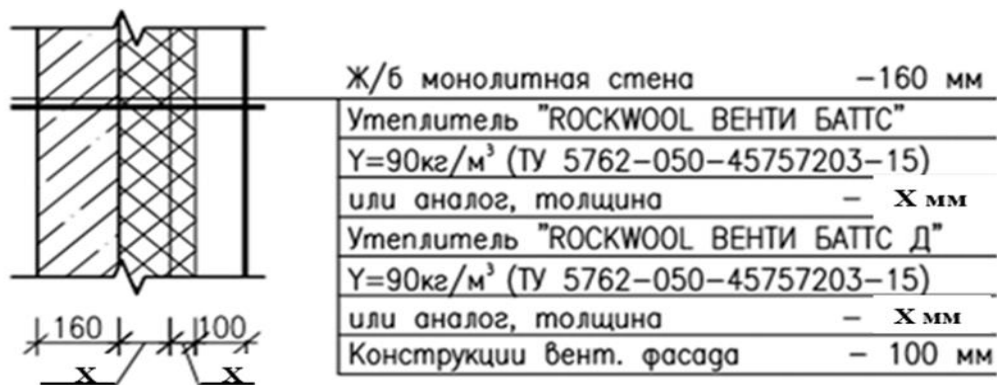 Ж/б монолитная стена –160 мм
Утеплитель "ROCKWOOL ВЕНТИ БАТТС"
Y=90кг/м³ (ТУ 5762–050–45757203–15)
или аналог, толщина – X мм
Утеплитель "ROCKWOOL ВЕНТИ БАТТС Д"
Y=90кг/м³ (ТУ 5762–050–45757203–15)
или аналог, толщина – X мм
Конструкции вент. фасада – 100 мм
160 100
X X